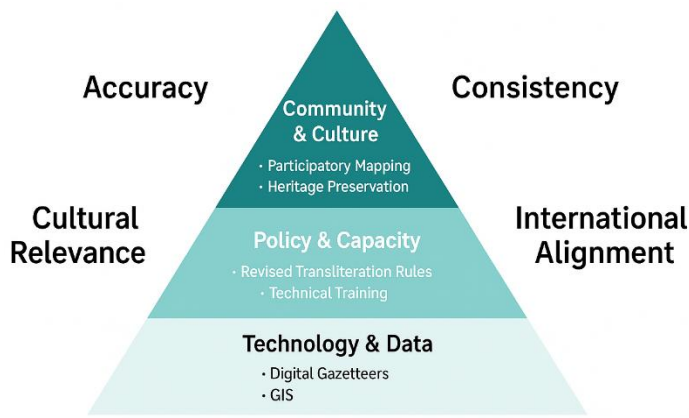 Accuracy
Consistency
Community
& Culture
· Participatory Mapping
· Heritage Preservation
Cultural
Relevance
International
Alignment
Policy & Capacity
· Revised Transliteration Rules
· Technical Training
Technology & Data
· Digital Gazetteers
· GIS